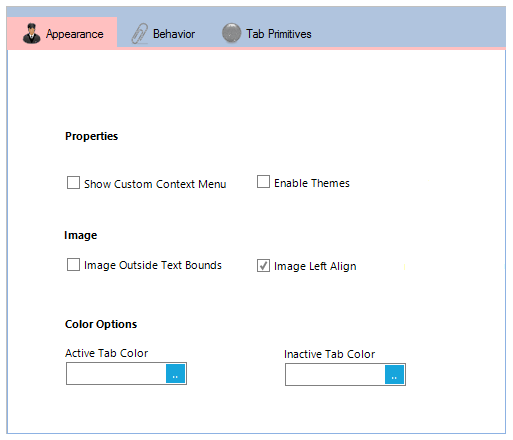 Appearance Behavior Tab Primitives
Properties
Show Custom Context Menu Enable Themes
Image
Image Outside Text Bounds Image Left Align
Color Options
Active Tab Color Inactive Tab Color
.. ..